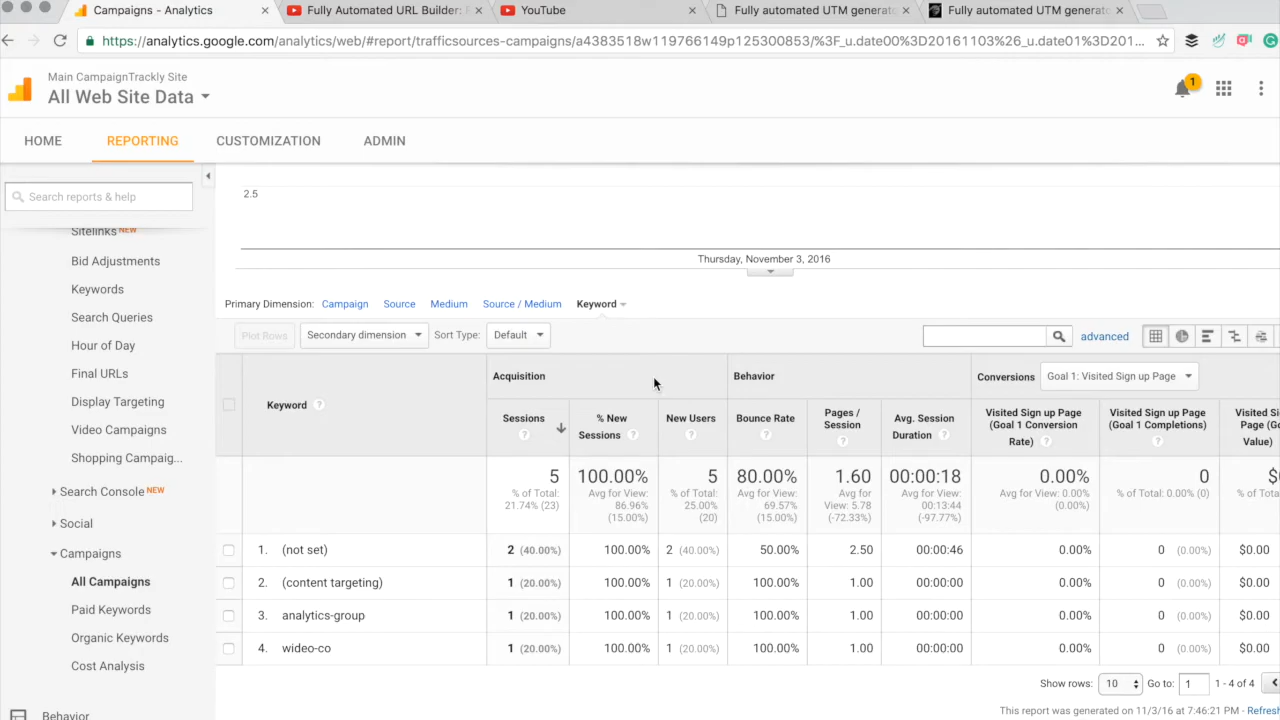 Campaigns - Analytics
Fully Automated URL Builder:
YouTube
Fully automated UTM generato
Fully automated UTM generato
https://analytics.google.com/analytics/web/#report/trafficsources-campaigns/a4383518w119766149p125300853/%3F_u.date00%3D20161103%26_u.date01%3D201...
Main CampaignTrackly Site
All Web Site Data
1
HOME
REPORTING
CUSTOMIZATION
ADMIN
Search reports & help
Sitelinks NEW
Bid Adjustments
Keywords
Search Queries
Hour of Day
Final URLs
Display Targeting
Video Campaigns
Shopping Campaig...
Search Console NEW
Social
Campaigns
All Campaigns
Paid Keywords
Organic Keywords
Cost Analysis
Behavior
2.5
Thursday, November 3, 2016
Primary Dimension: Campaign Source Medium Source / Medium Keyword
Plot Rows Secondary dimension Sort Type: Default advanced
Acquisition Behavior Conversions Goal 1: Visited Sign up Page
Keyword ?
Sessions ?
% New Sessions ?
New Users ?
Bounce Rate ?
Pages / Session ?
Avg. Session Duration ?
Visited Sign up Page (Goal 1 Conversion Rate) ?
Visited Sign up Page (Goal 1 Completions) ?
Visited Si
Page (Go
Value)
5
% of Total:
21.74% (23)
100.00%
Avg for View:
86.96%
(15.00%)
5
% of Total:
25.00%
(20)
80.00%
Avg for View:
69.57%
(15.00%)
1.60
Avg for
View: 5.78
(-72.33%)
00:00:18
Avg for View:
00:13:44
(-97.77%)
0.00%
Avg for View: 0.00%
(0.00%)
0
% of Total: 0.00% (0)
$
% of Tota
1. (not set) 2 (40.00%) 100.00% 2 (40.00%) 50.00% 2.50 00:00:46 0.00% 0 (0.00%) $0.00
2. (content targeting) 1 (20.00%) 100.00% 1 (20.00%) 100.00% 1.00 00:00:00 0.00% 0 (0.00%) $0.00
3. analytics-group 1 (20.00%) 100.00% 1 (20.00%) 100.00% 1.00 00:00:00 0.00% 0 (0.00%) $0.00
4. wideo-co 1 (20.00%) 100.00% 1 (20.00%) 100.00% 1.00 00:00:00 0.00% 0 (0.00%) $0.00
Show rows: 10 Go to: 1 1 - 4 of 4
This report was generated on 11/3/16 at 7:46:21 PM - Refresh